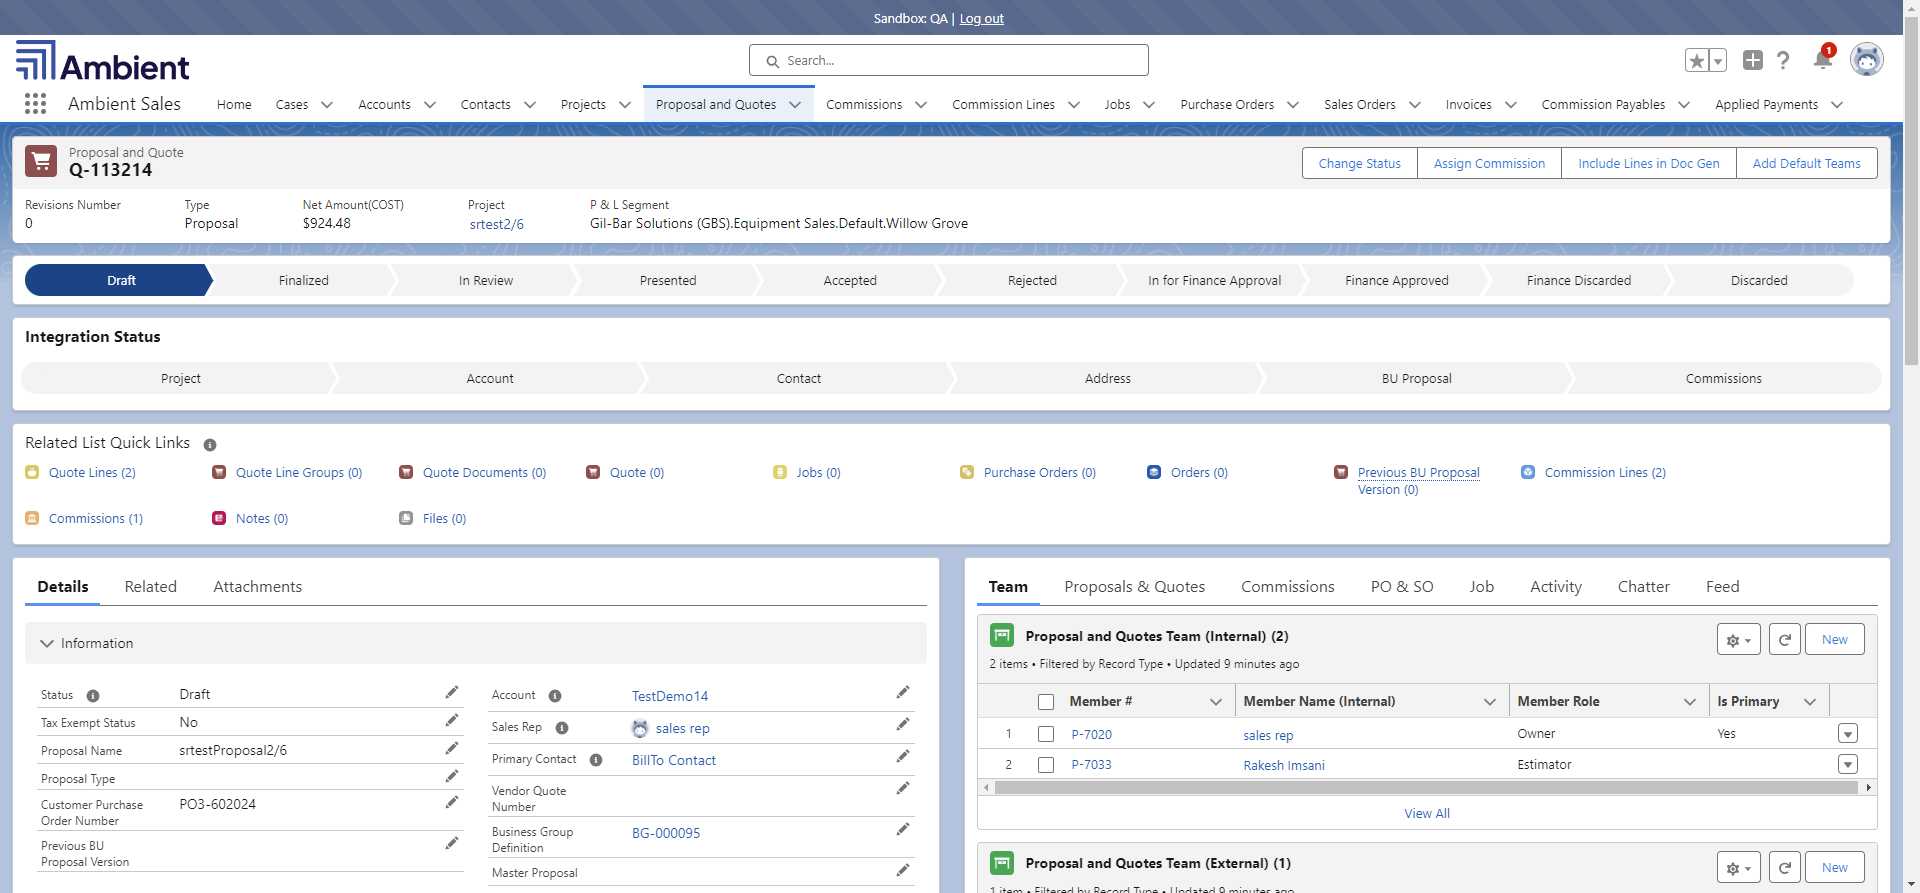 Sandbox: QA | Log out
Ambient
Search...
1
Ambient Sales
Home Cases Accounts Contacts Projects Proposal and Quotes Commissions Commission Lines Jobs Purchase Orders Sales Orders Invoices Commission Payables Applied Payments
Proposal and Quote
Q-113214
Change Status Assign Commission Include Lines in Doc Gen Add Default Teams
Revisions Number Type Net Amount(COST) Project P & L Segment
0 Proposal $924.48 srtest2/6 Gil-Bar Solutions (GBS).Equipment Sales.Default.Willow Grove
Draft Finalized In Review Presented Accepted Rejected In for Finance Approval Finance Approved Finance Discarded Discarded
Integration Status
Project Account Contact Address BU Proposal Commissions
Related List Quick Links
Quote Lines (2) Quote Line Groups (0) Quote Documents (0) Quote (0) Jobs (0) Purchase Orders (0) Orders (0) Previous BU Proposal Commission Lines (2)
Version (0)
Commissions (1) Notes (0) Files (0)
Details Related Attachments
Information
Status Draft
Tax Exempt Status No
Proposal Name srtestProposal2/6
Proposal Type
Customer Purchase PO3-602024
Order Number
Previous BU
Proposal Version
Account TestDemo14
Sales Rep sales rep
Primary Contact BillTo Contact
Vendor Quote
Number
Business Group BG-000095
Definition
Master Proposal
Team Proposals & Quotes Commissions PO & SO Job Activity Chatter Feed
Proposal and Quotes Team (Internal) (2)
New
2 items • Filtered by Record Type • Updated 9 minutes ago
Member # Member Name (Internal) Member Role Is Primary
1 P-7020 sales rep Owner Yes
2 P-7033 Rakesh Imsani Estimator
View All
Proposal and Quotes Team (External) (1)
New
1 item • Filtered by Record Type • Updated 9 minutes ago